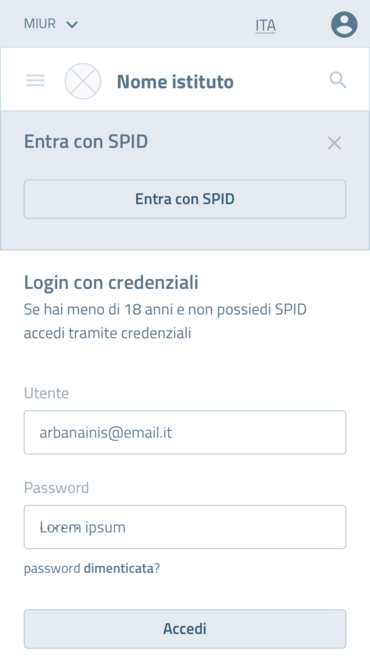 MIUR
ITA
Nome istituto
Entra con SPID
Entra con SPID
Login con credenziali
Se hai meno di 18 anni e non possiedi SPID
accedi tramite credenziali
Utente
arbanainis@email.it
Password
Lorem ipsum
password dimenticata?
Accedi